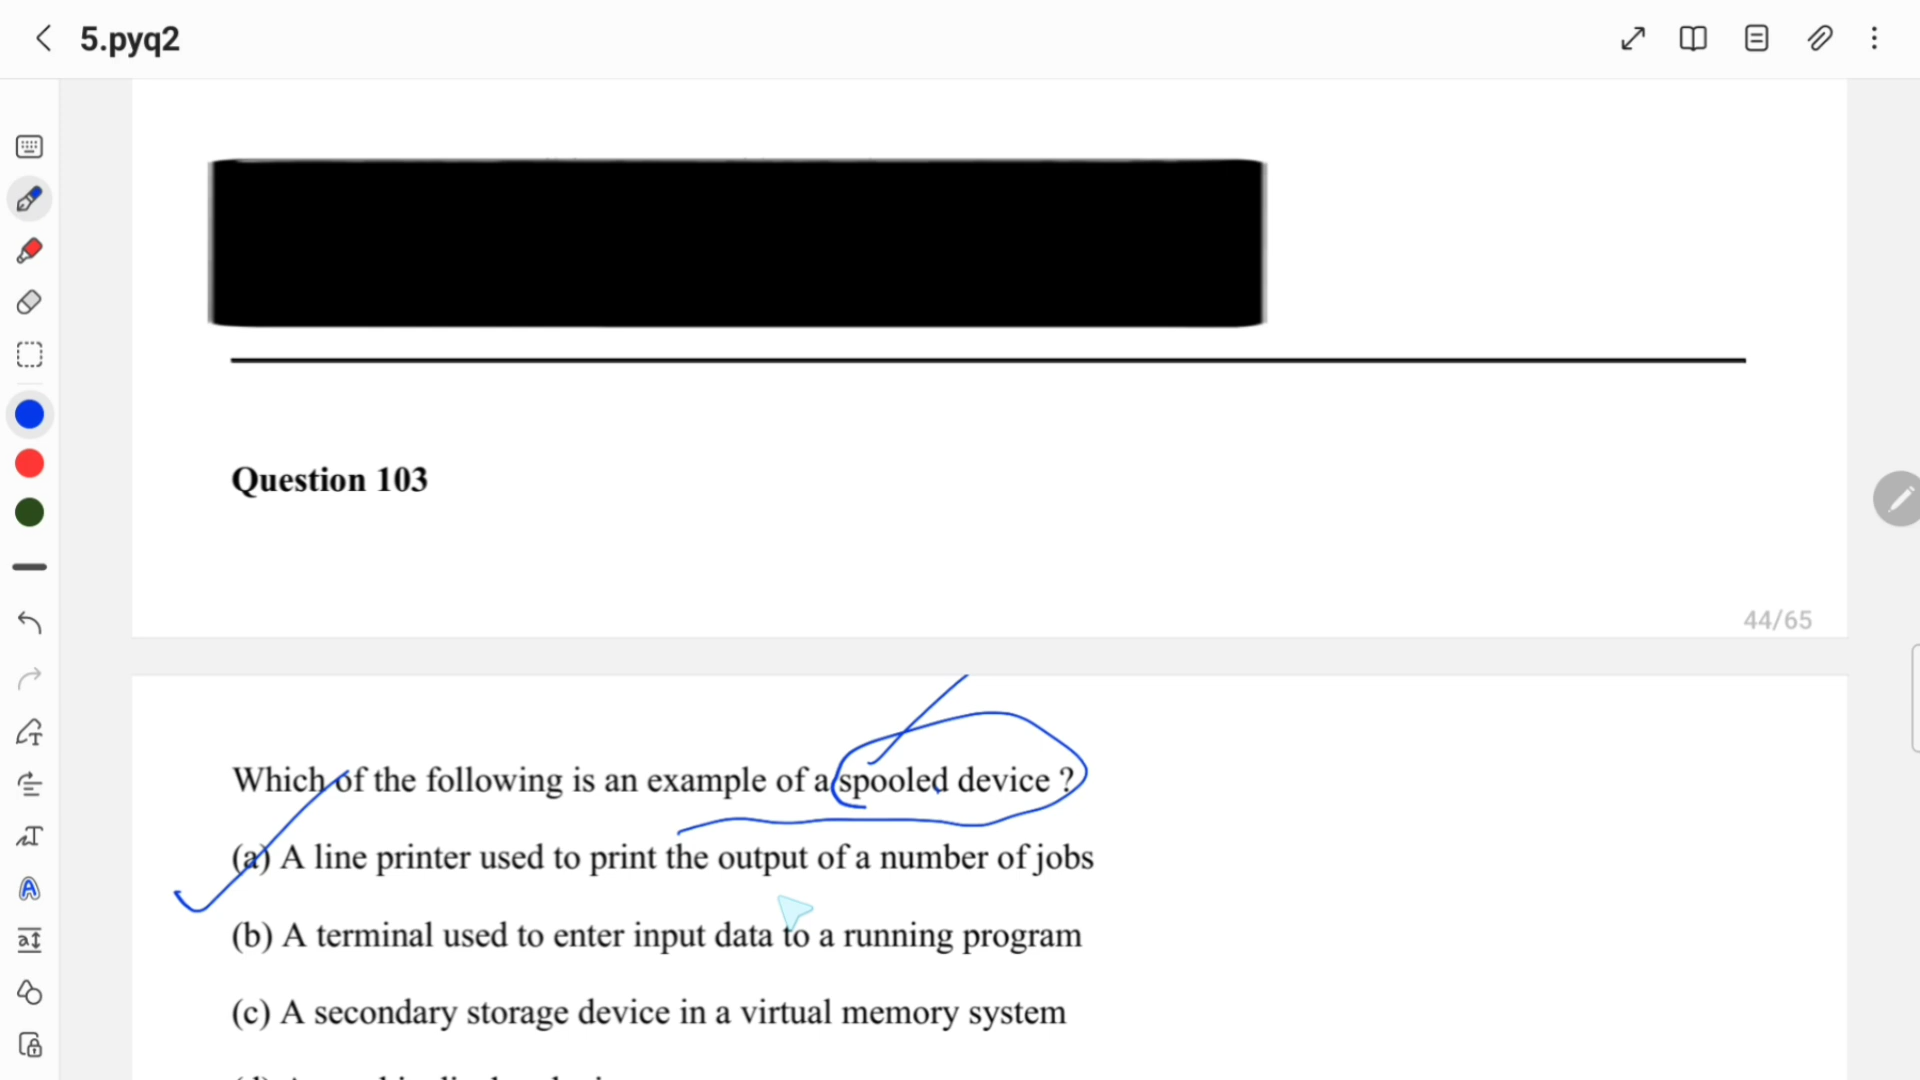 5.pyq2
Question 103
44/65
Which of the following is an example of a spooled device ?
(a) A line printer used to print the output of a number of jobs
(b) A terminal used to enter input data to a running program
(c) A secondary storage device in a virtual memory system